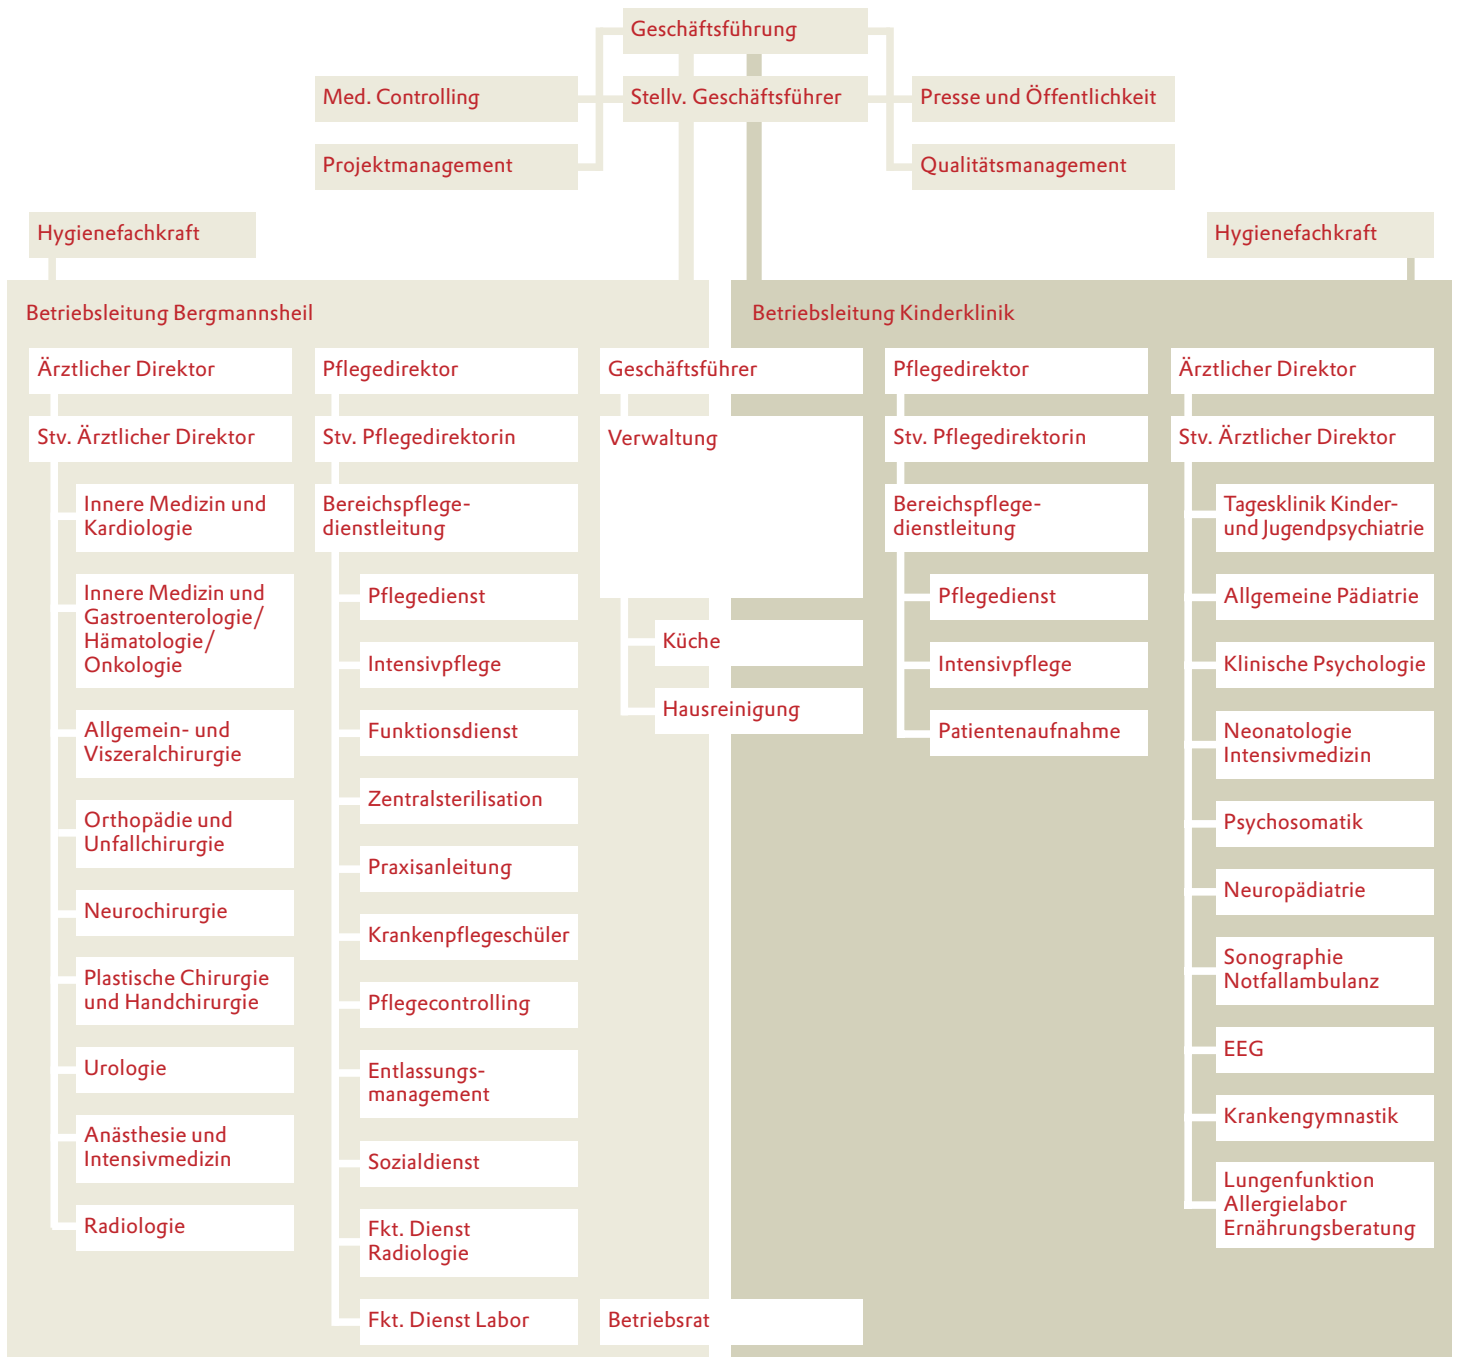 Geschäftsführung
Med. Controlling
Stellv. Geschäftsführer
Presse und Öffentlichkeit
Projektmanagement
Qualitätsmanagement
Hygienefachkraft
Hygienefachkraft
Betriebsleitung Bergmannsheil
Ärztlicher Direktor
Stv. Ärztlicher Direktor
Innere Medizin und
Kardiologie
Innere Medizin und
Gastroenterologie/
Hämatologie/
Onkologie
Allgemein- und
Viszeralchirurgie
Orthopädie und
Unfallchirurgie
Neurochirurgie
Plastische Chirurgie
und Handchirurgie
Urologie
Anästhesie und
Intensivmedizin
Radiologie
Pflegedirektor
Stv. Pflegedirektorin
Bereichspflege-
dienstleitung
Pflegedienst
Intensivpflege
Funktionsdienst
Zentralsterilisation
Praxisanleitung
Krankenpflegeschüler
Pflegecontrolling
Entlassungs-
management
Sozialdienst
Fkt. Dienst
Radiologie
Fkt. Dienst Labor
Geschäftsführer
Verwaltung
Küche
Hausreinigung
Betriebsrat
Betriebsleitung Kinderklinik
Pflegedirektor
Stv. Pflegedirektorin
Bereichspflege-
dienstleitung
Pflegedienst
Intensivpflege
Patientenaufnahme
Ärztlicher Direktor
Stv. Ärztlicher Direktor
Tagesklinik Kinder-
und Jugendpsychiatrie
Allgemeine Pädiatrie
Klinische Psychologie
Neonatologie
Intensivmedizin
Psychosomatik
Neuropädiatrie
Sonographie
Notfallambulanz
EEG
Krankengymnastik
Lungenfunktion
Allergielabor
Ernährungsberatung